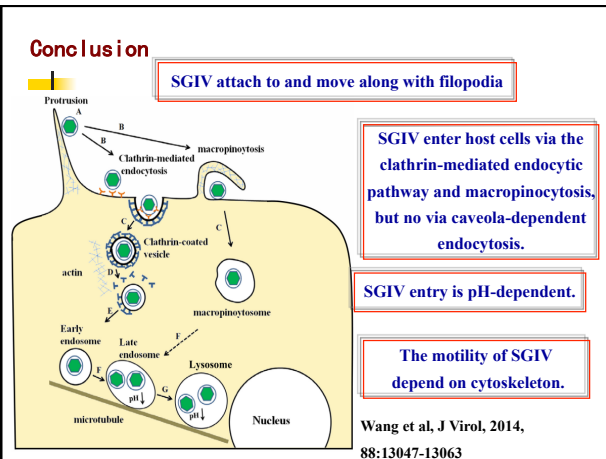 Conclusion
SGIV attach to and move along with filopodia
Protrusion
A
B
B
macropinoytosis
Clathrin-mediated
endocytosis
C
C
Clathrin-coated
vesicle
actin
D
E
macropinoytosome
F
Early
endosome
Late
endosome
Lysosome
F
G
pH
pH
microtubule
Nucleus
SGIV enter host cells via the
clathrin-mediated endocytic
pathway and macropinocytosis,
but no via caveola-dependent
endocytosis.
SGIV entry is pH-dependent.
The motility of SGIV
depend on cytoskeleton.
Wang et al, J Virol, 2014,
88:13047-13063